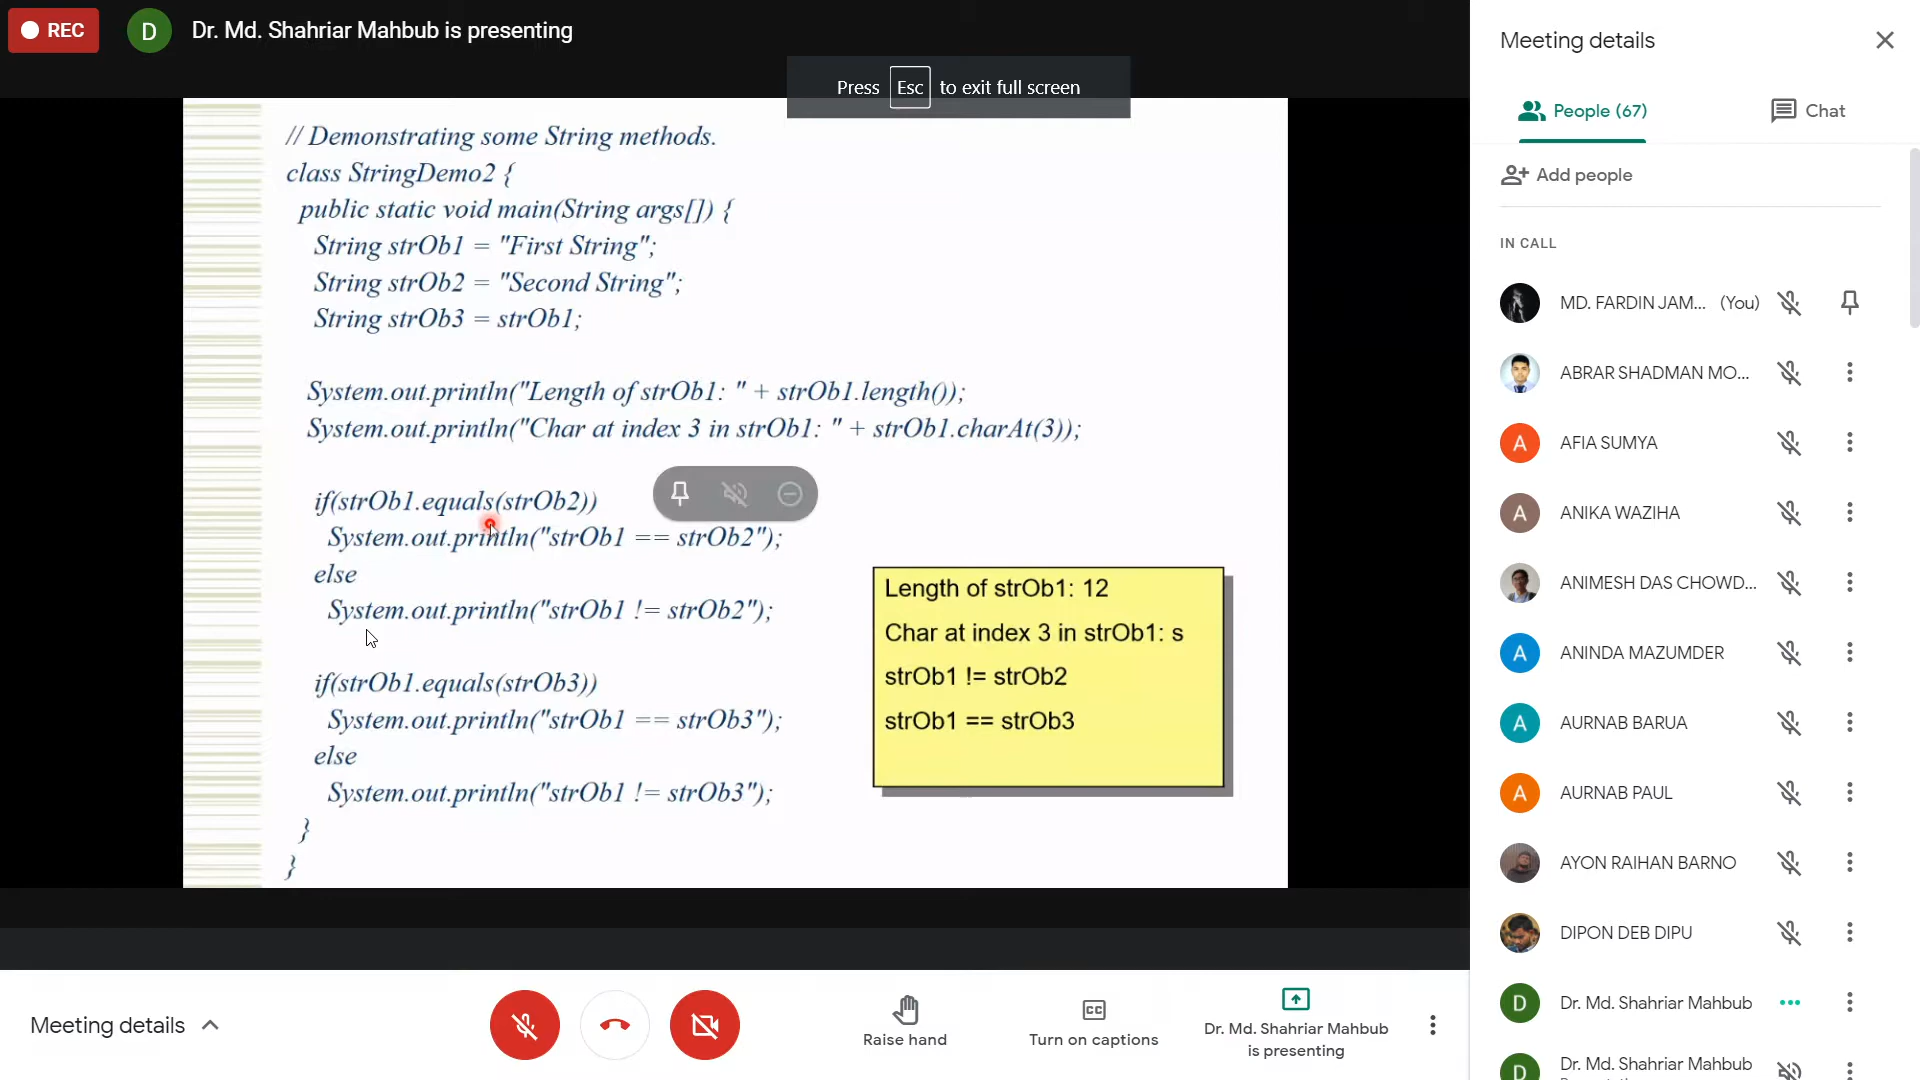 REC
D
Dr. Md. Shahriar Mahbub is presenting
Press Esc to exit full screen
// Demonstrating some String methods.
class StringDemo2 {
public static void main(String args[]) {
String strOb1 = "First String";
String strOb2 = "Second String";
String strOb3 = strOb1;
System.out.println("Length of strOb1: " + strOb1.length());
System.out.println("Char at index 3 in strOb1: " + strOb1.charAt(3));
if(strOb1.equals(strOb2))
System.out.println("strOb1 == strOb2");
else
System.out.println("strOb1 != strOb2");
if(strOb1.equals(strOb3))
System.out.println("strOb1 == strOb3");
else
System.out.println("strOb1 != strOb3");
}
}
Length of strOb1: 12
Char at index 3 in strOb1: s
strOb1 != strOb2
strOb1 == strOb3
Meeting details
Raise hand
CC
Turn on captions
Dr. Md. Shahriar Mahbub
is presenting
Meeting details
People (67)
Chat
Add people
IN CALL
MD. FARDIN JAM... (You)
ABRAR SHADMAN MO...
A AFIA SUMYA
A ANIKA WAZIHA
ANIMESH DAS CHOWD...
A ANINDA MAZUMDER
A AURNAB BARUA
A AURNAB PAUL
AYON RAIHAN BARNO
DIPON DEB DIPU
D Dr. Md. Shahriar Mahbub
D Dr. Md. Shahriar Mahbub